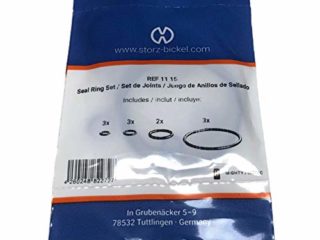 www.storz-bickel.com
REF 11 15
Seal Ring Set / Set de Joints / Juego de Anillos de Sellado
Includes / inclut / incluye:
3x 3x 2x 3x
In Grubenäcker 5–9
78532 Tuttlingen · Germany